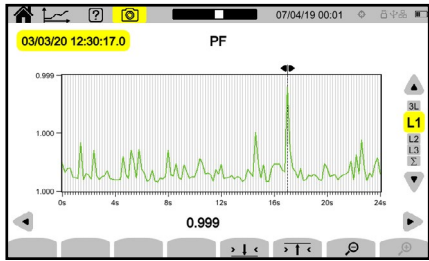 ?
07/04/19 00:01
03/03/20 12:30:17.0
PF
0.999
1.000
1.000
0s 4s 8s 12s 16s 20s 24s
3L
L1
L2
L3
Σ
0.999